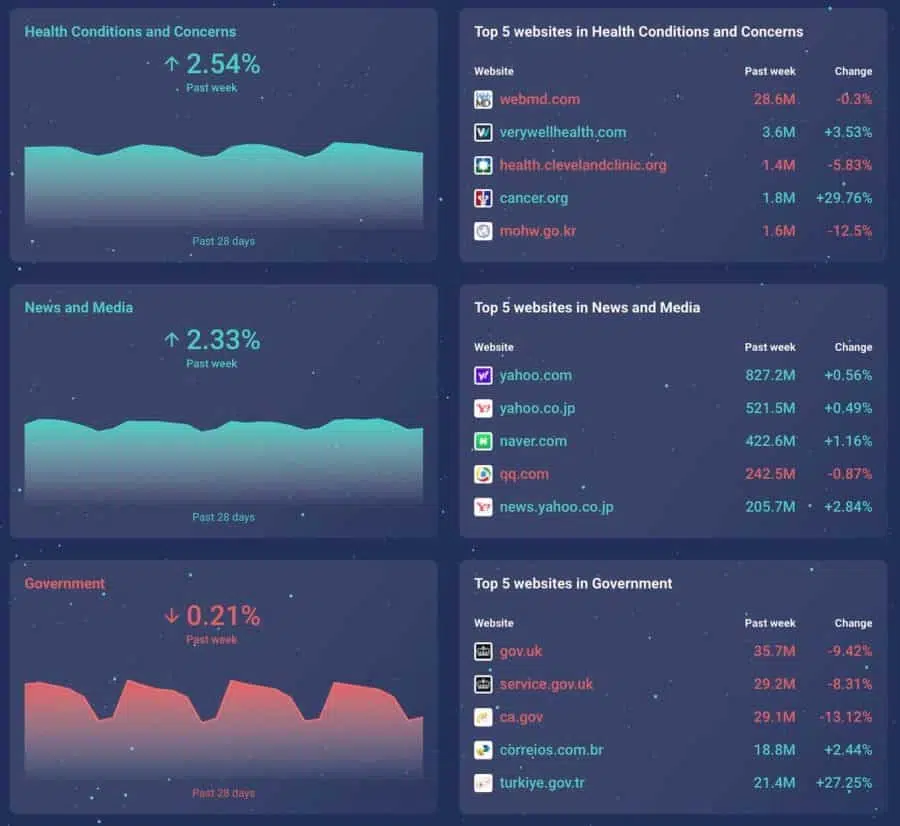 Health Conditions and Concerns
↑ 2.54%
Past week
Past 28 days
Top 5 websites in Health Conditions and Concerns
Website Past week Change
webmd.com 28.6M -0.3%
verywellhealth.com 3.6M +3.53%
health.clevelandclinic.org 1.4M -5.83%
cancer.org 1.8M +29.76%
mohw.go.kr 1.6M -12.5%
News and Media
↑ 2.33%
Past week
Past 28 days
Top 5 websites in News and Media
Website Past week Change
yahoo.com 827.2M +0.56%
yahoo.co.jp 521.5M +0.49%
naver.com 422.6M +1.16%
qq.com 242.5M -0.87%
news.yahoo.co.jp 205.7M +2.84%
Government
↓ 0.21%
Past week
Past 28 days
Top 5 websites in Government
Website Past week Change
gov.uk 35.7M -9.42%
service.gov.uk 29.2M -8.31%
ca.gov 29.1M -13.12%
correios.com.br 18.8M +2.44%
turkiye.gov.tr 21.4M +27.25%